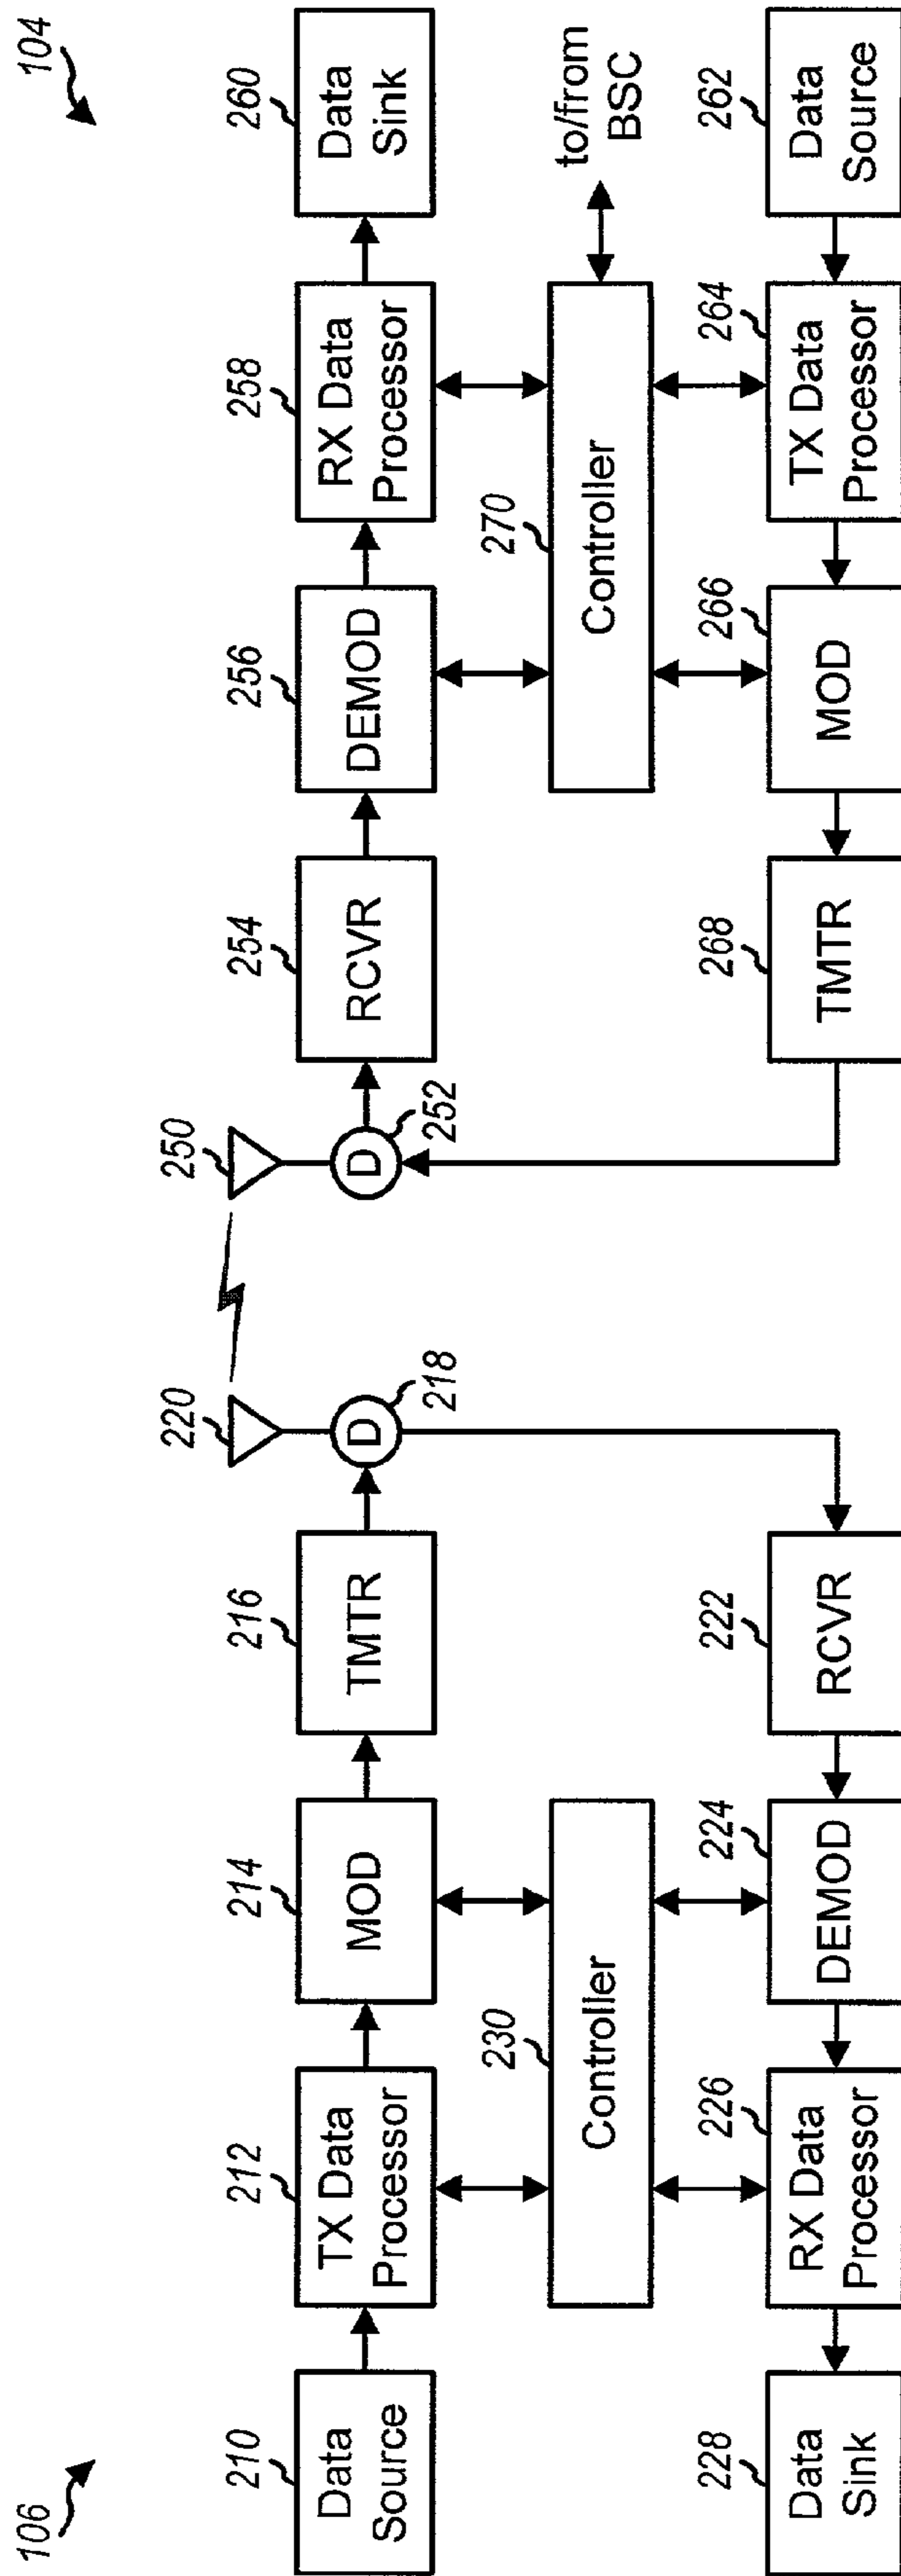 106
104
210
212
214
216
220
250
254
256
258
260
Data
Source
TX Data
Processor
MOD
TMTR
D
218
D
252
RCVR
DEMOD
RX Data
Processor
Data
Sink
230
Controller
270
Controller
to/from
BSC
228
226
224
222
268
266
264
262
Data
Sink
RX Data
Processor
DEMOD
RCVR
TMTR
MOD
TX Data
Processor
Data
Source